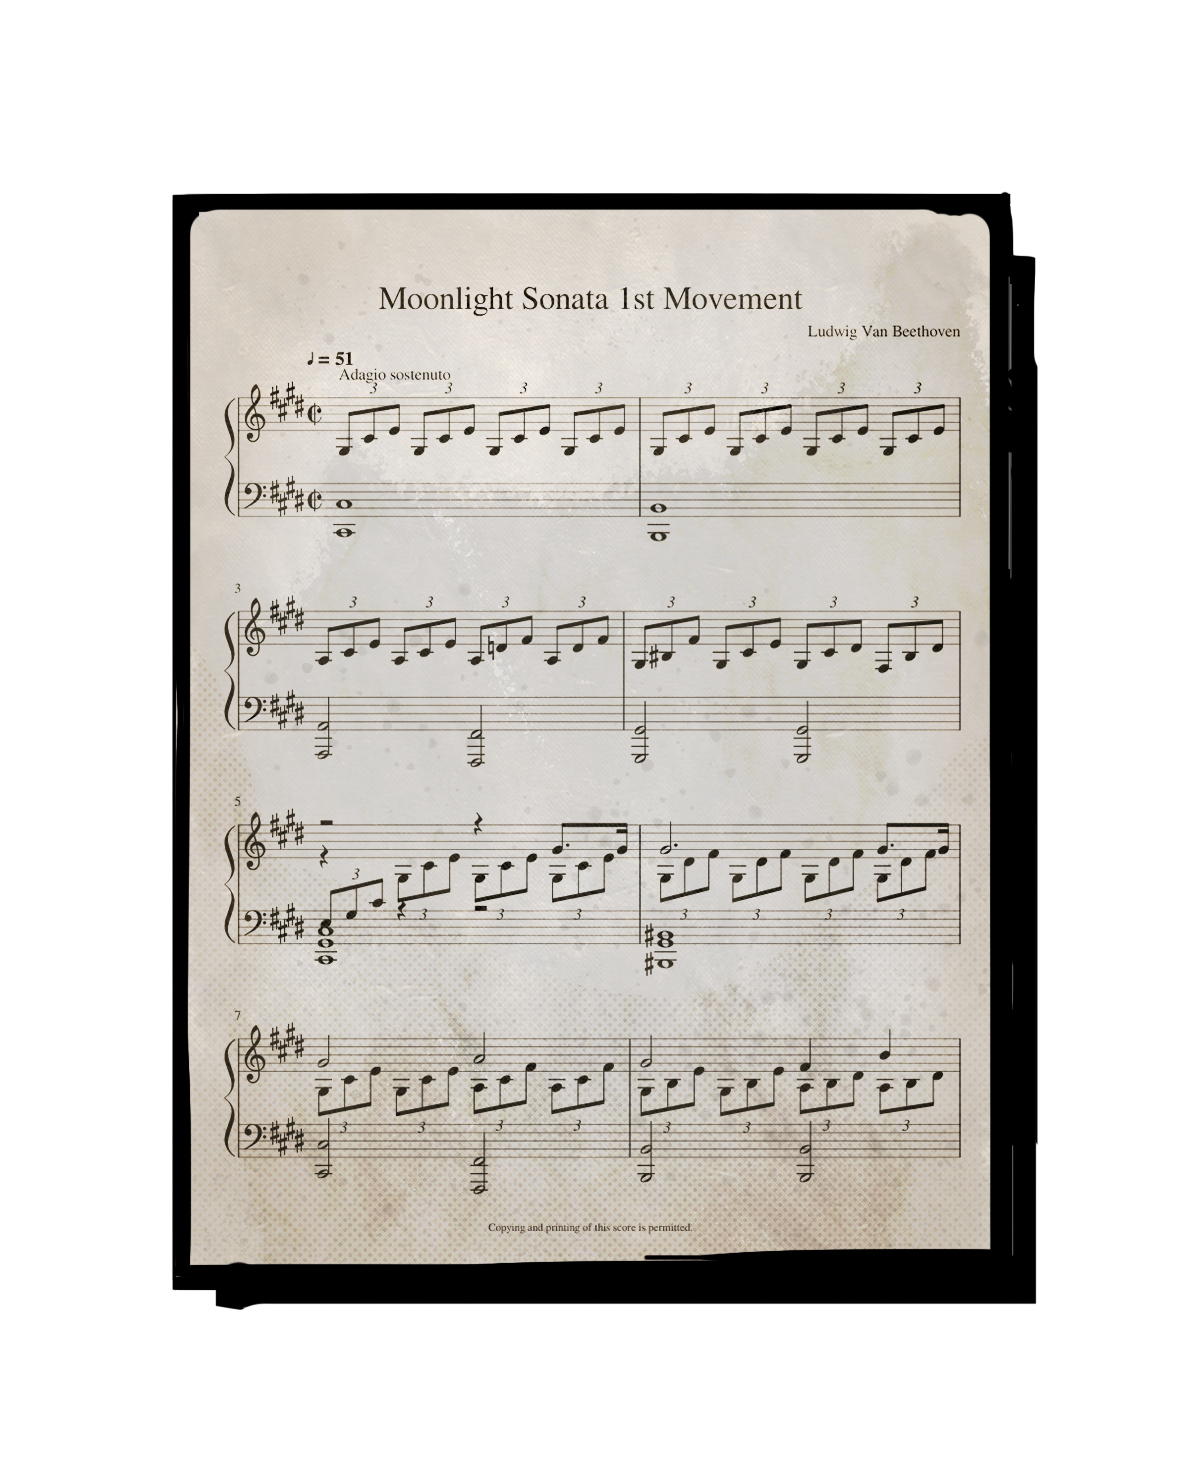 Moonlight Sonata 1st Movement
Ludwig Van Beethoven
♩ = 51
Adagio sostenuto
3 3 3 3 3 3 3 3
3
3 3 3 3 3 3 3 3
5
3
3 3 3 3 3 3 3
7
3 3 3 3 3 3 3 3
Copying and printing of this score is permitted.